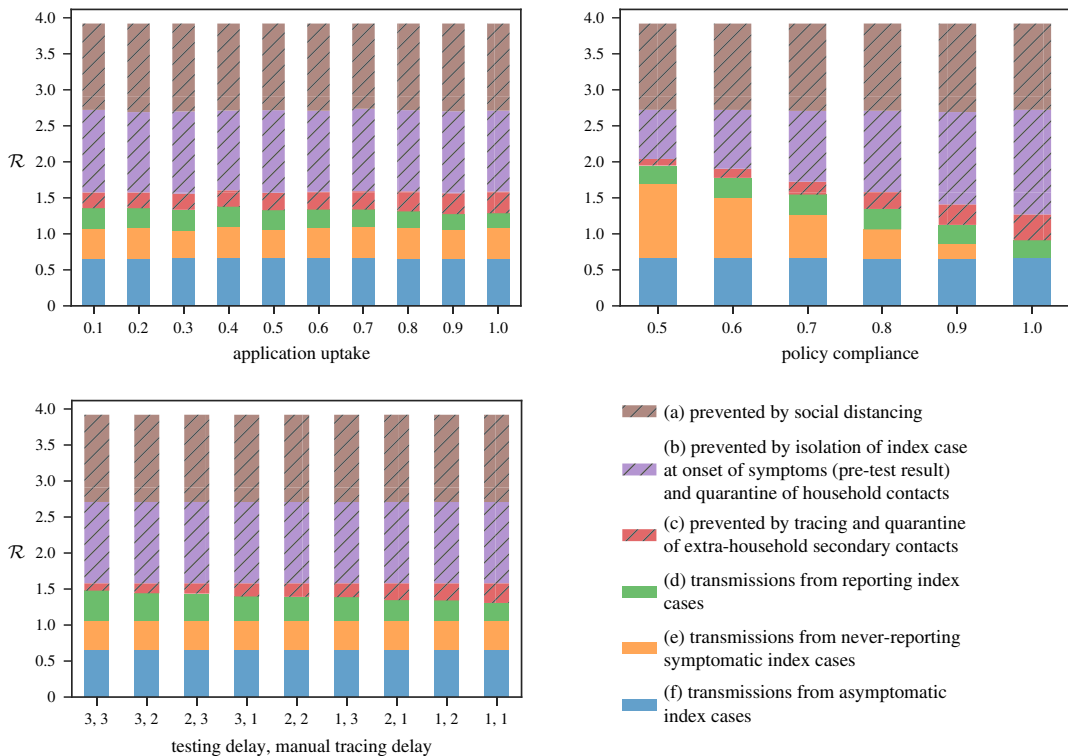 4.0
3.5
3.0
2.5
2.0
1.5
1.0
0.5
0
ℛ
0.1 0.2 0.3 0.4 0.5 0.6 0.7 0.8 0.9 1.0
application uptake
4.0
3.5
3.0
2.5
2.0
1.5
1.0
0.5
0
0.5 0.6 0.7 0.8 0.9 1.0
policy compliance
4.0
3.5
3.0
2.5
2.0
1.5
1.0
0.5
0
ℛ
3, 3 3, 2 2, 3 3, 1 2, 2 1, 3 2, 1 1, 2 1, 1
testing delay, manual tracing delay
(a) prevented by social distancing
(b) prevented by isolation of index case
at onset of symptoms (pre-test result)
and quarantine of household contacts
(c) prevented by tracing and quarantine
of extra-household secondary contacts
(d) transmissions from reporting index
cases
(e) transmissions from never-reporting
symptomatic index cases
(f) transmissions from asymptomatic
index cases